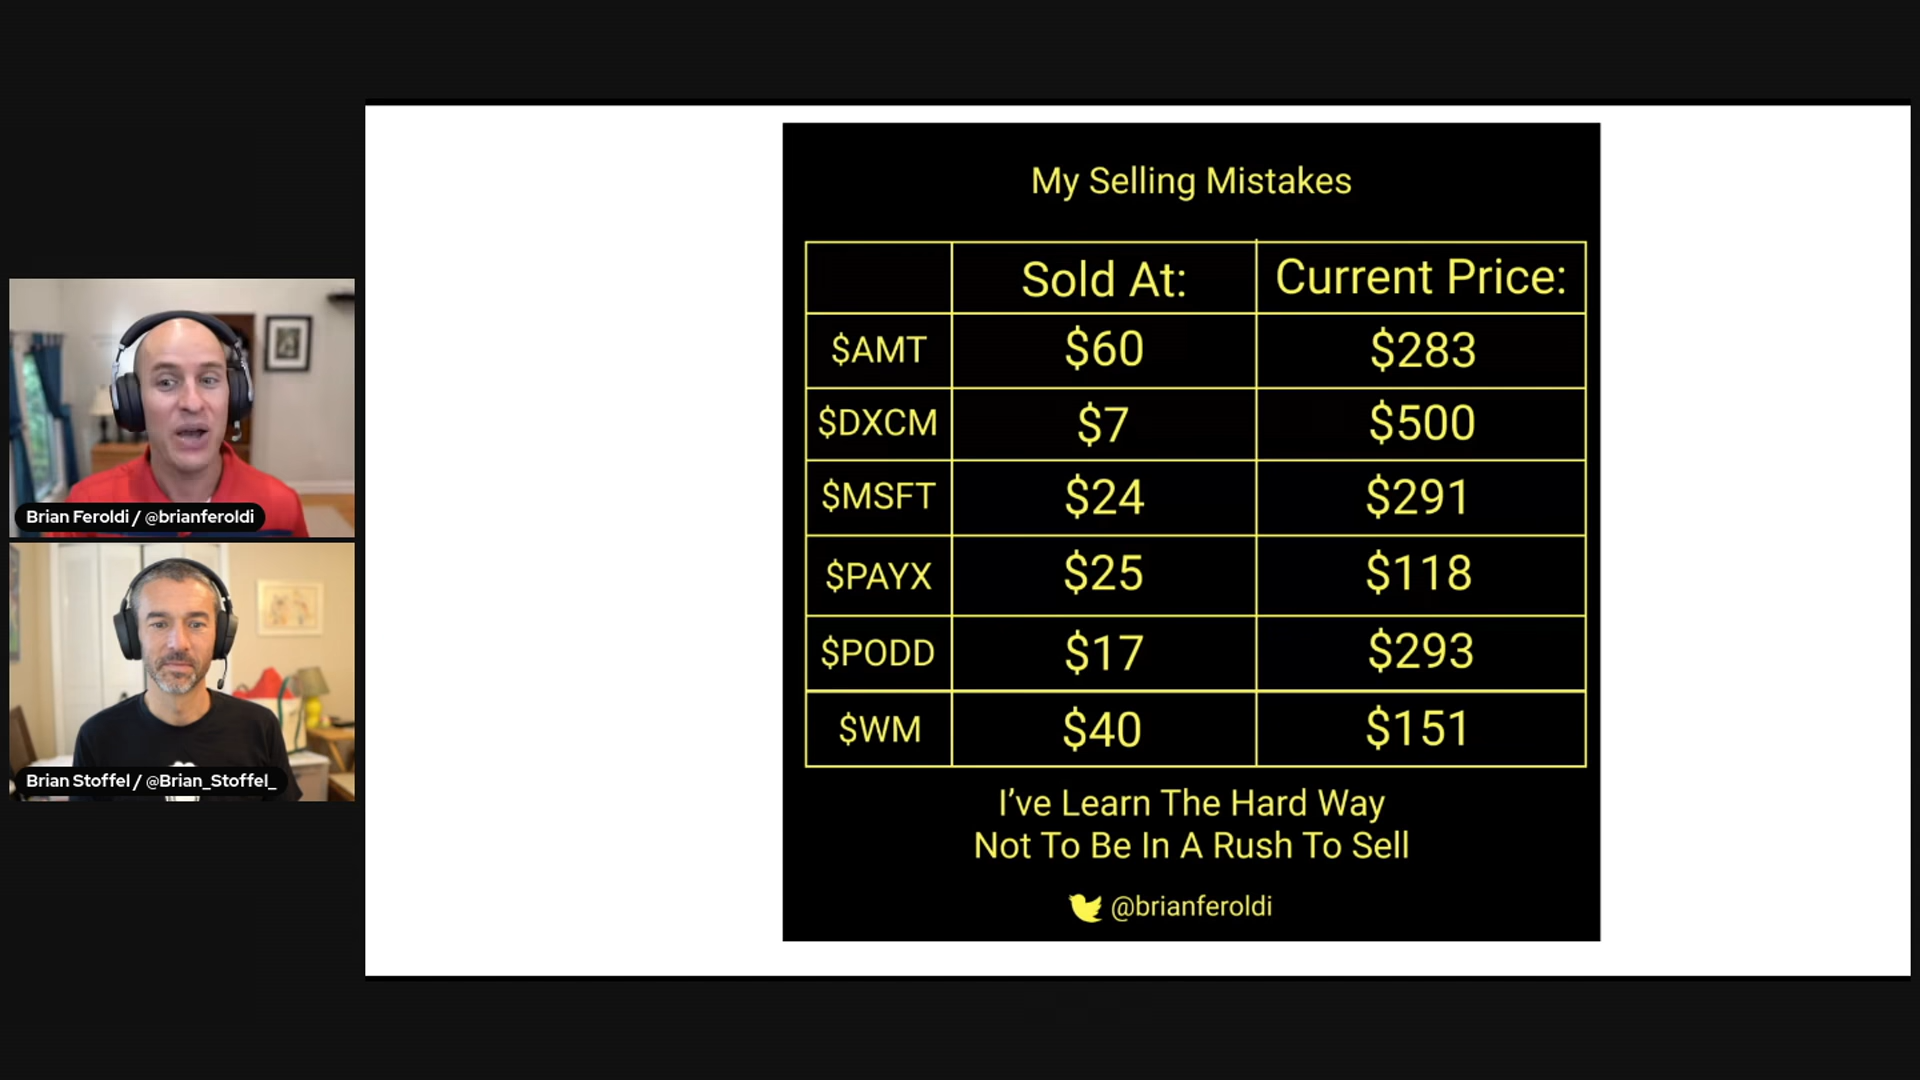 My Selling Mistakes
Sold At: Current Price:
$AMT $60 $283
$DXCM $7 $500
$MSFT $24 $291
$PAYX $25 $118
$PODD $17 $293
$WM $40 $151
I've Learn The Hard Way
Not To Be In A Rush To Sell
@brianferoldi
Brian Feroldi / @brianferoldi
Brian Stoffel / @Brian_Stoffel_